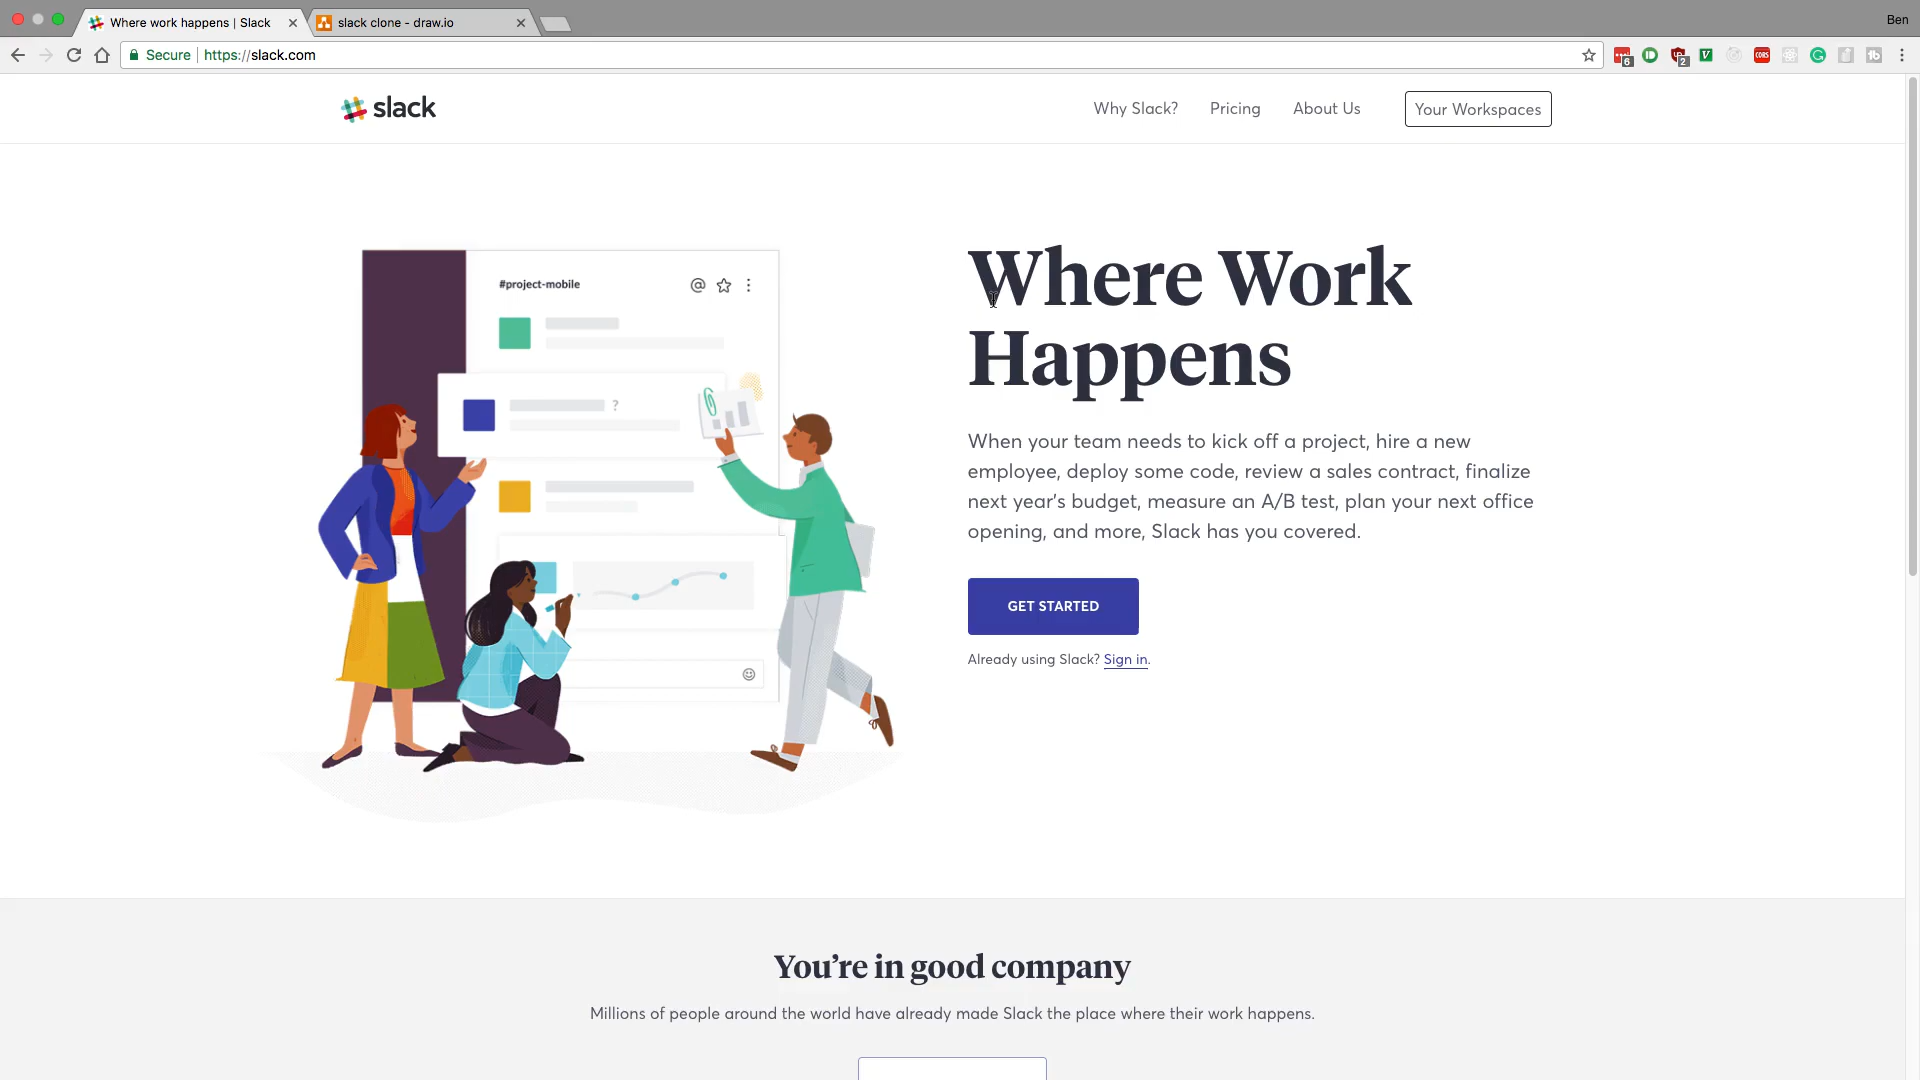 Where work happens | Slack
slack clone - draw.io
Ben
Secure
https://slack.com
6
2
CORS
slack
Why Slack?
Pricing
About Us
Your Workspaces
#project-mobile
?
Where Work
Happens
When your team needs to kick off a project, hire a new
employee, deploy some code, review a sales contract, finalize
next year’s budget, measure an A/B test, plan your next office
opening, and more, Slack has you covered.
GET STARTED
Already using Slack? Sign in.
You’re in good company
Millions of people around the world have already made Slack the place where their work happens.